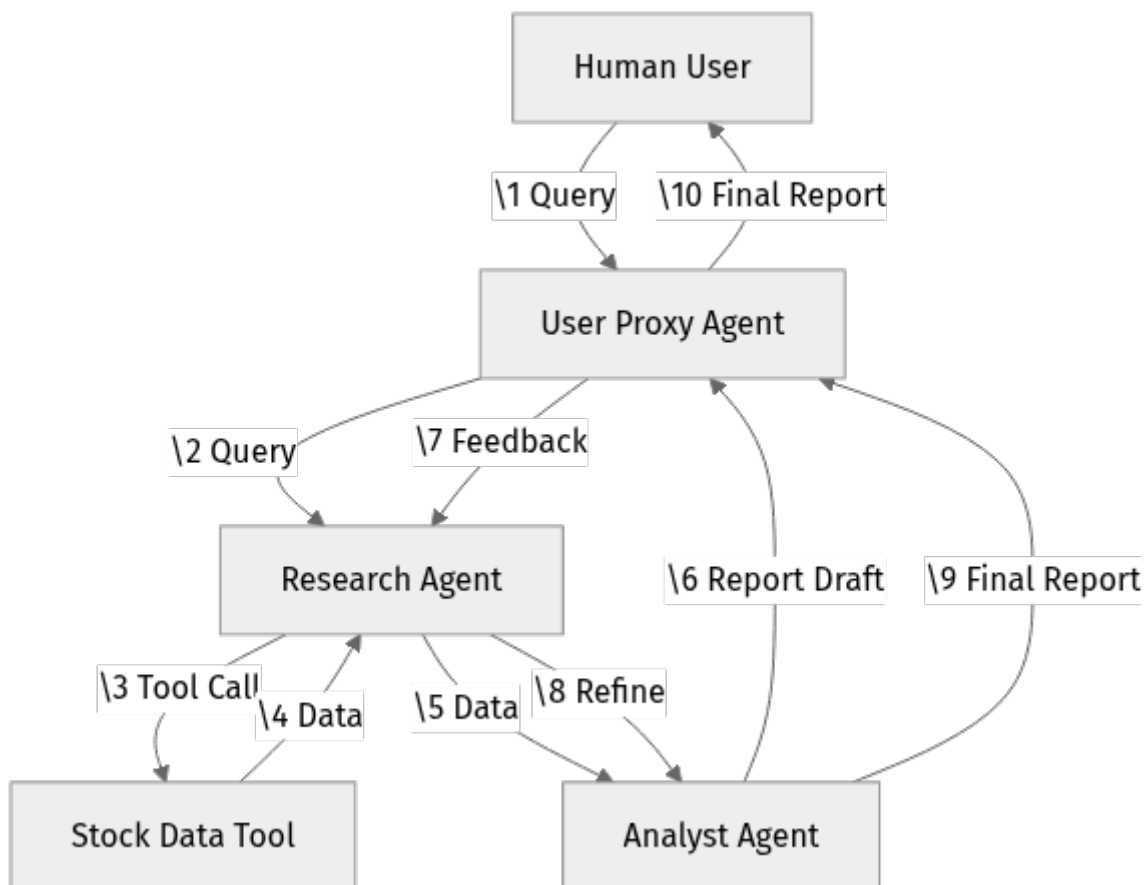 Human User
\1 Query
\10 Final Report
User Proxy Agent
\2 Query
\7 Feedback
Research Agent
\6 Report Draft
\9 Final Report
\3 Tool Call
\4 Data
\5 Data
\8 Refine
Stock Data Tool
Analyst Agent